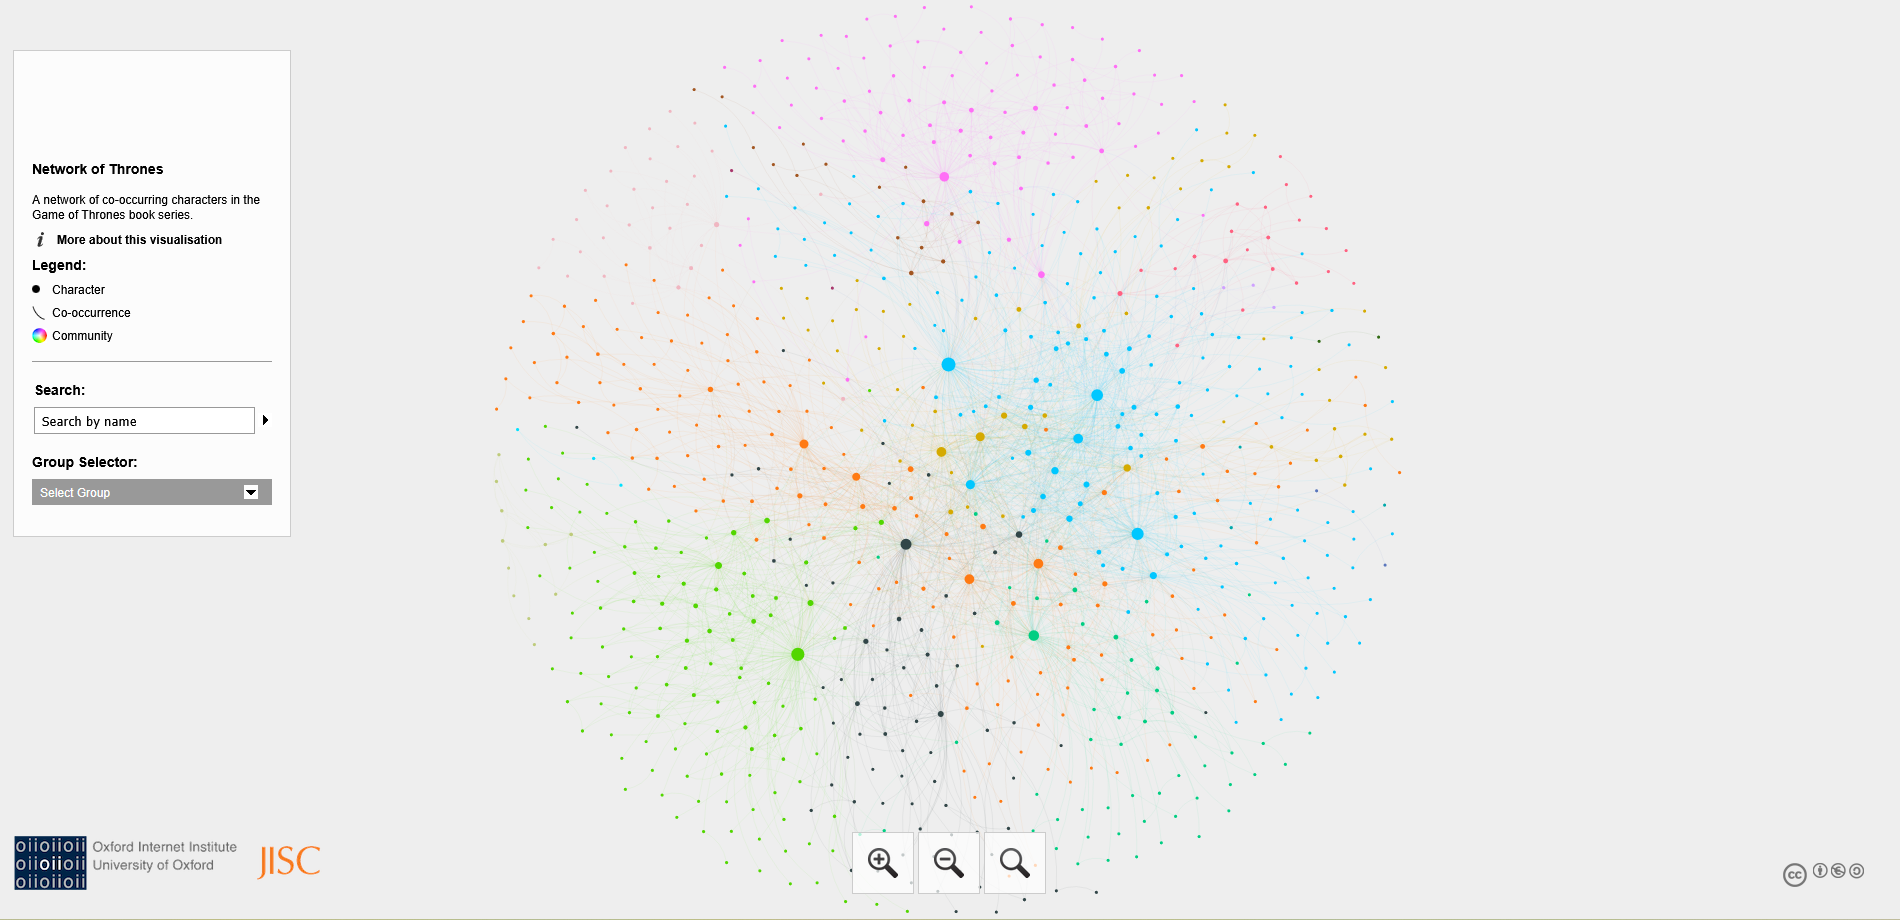 Network of Thrones
A network of co-occurring characters in the
Game of Thrones book series.
i More about this visualisation
Legend:
Character
Co-occurrence
Community
Search:
Search by name
Group Selector:
Select Group
oiioiioii
oiioiioii
oiioiioii
Oxford Internet Institute
University of Oxford
JISC
cc